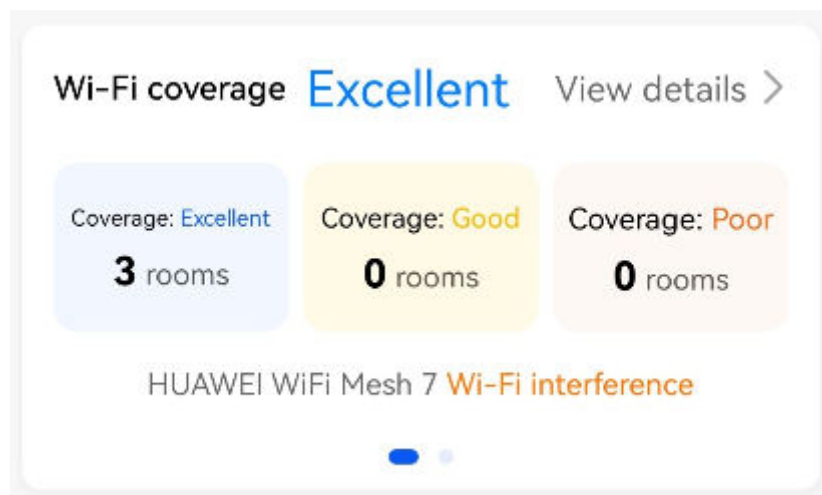 Wi-Fi coverage Excellent View details
Coverage: Excellent
3 rooms
Coverage: Good
0 rooms
Coverage: Poor
0 rooms
HUAWEI WiFi Mesh 7 Wi-Fi interference